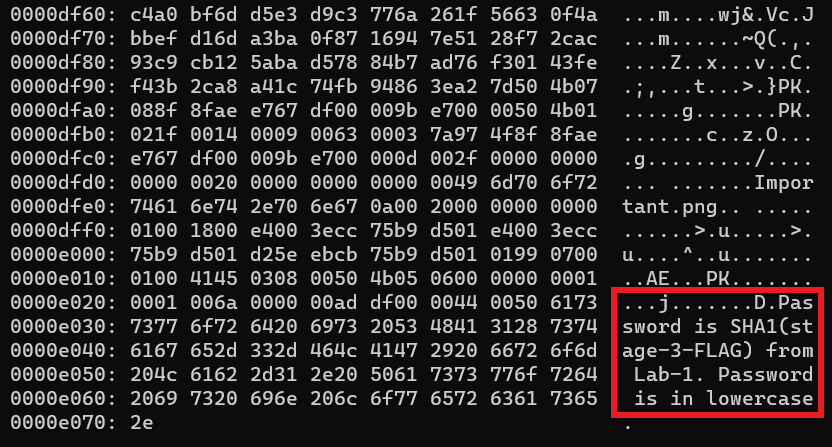 0000df60: c4a0 bf6d d5e3 d9c3 776a 261f 5663 0f4a ...m....wj&.Vc.J
0000df70: bbef d16d a3ba 0f87 1694 7e51 28f7 2cac ...m......~Q(.,.
0000df80: 93c9 cb12 5aba d578 84b7 ad76 f301 43fe ....Z..x...v..C.
0000df90: f43b 2ca8 a41c 74fb 9486 3ea2 7d50 4b07 .;,...t...>.}PK.
0000dfa0: 088f 8fae e767 df00 009b e700 0050 4b01 .....g.......PK.
0000dfb0: 021f 0014 0009 0063 0003 7a97 4f8f 8fae .......c..z.O...
0000dfc0: e767 df00 009b e700 000d 002f 0000 0000 .g........./....
0000dfd0: 0000 0020 0000 0000 0000 0049 6d70 6f72 ... .......Impor
0000dfe0: 7461 6e74 2e70 6e67 0a00 2000 0000 0000 tant.png.. .....
0000dff0: 0100 1800 e400 3ecc 75b9 d501 e400 3ecc ......>.u.....>.
0000e000: 75b9 d501 d25e ebcb 75b9 d501 0199 0700 u....^..u.......
0000e010: 0100 4145 0308 0050 4b05 0600 0000 0001 ..AE...PK.......
0000e020: 0001 006a 0000 00ad df00 0044 0050 6173 ...j.......D.Pas
0000e030: 7377 6f72 6420 6973 2053 4841 3128 7374 sword is SHA1(st
0000e040: 6167 652d 332d 464c 4147 2920 6672 6f6d age-3-FLAG) from
0000e050: 204c 6162 2d31 2e20 5061 7373 776f 7264  Lab-1. Password
0000e060: 2069 7320 696e 206c 6f77 6572 6361 7365  is in lowercase
0000e070: 2e .